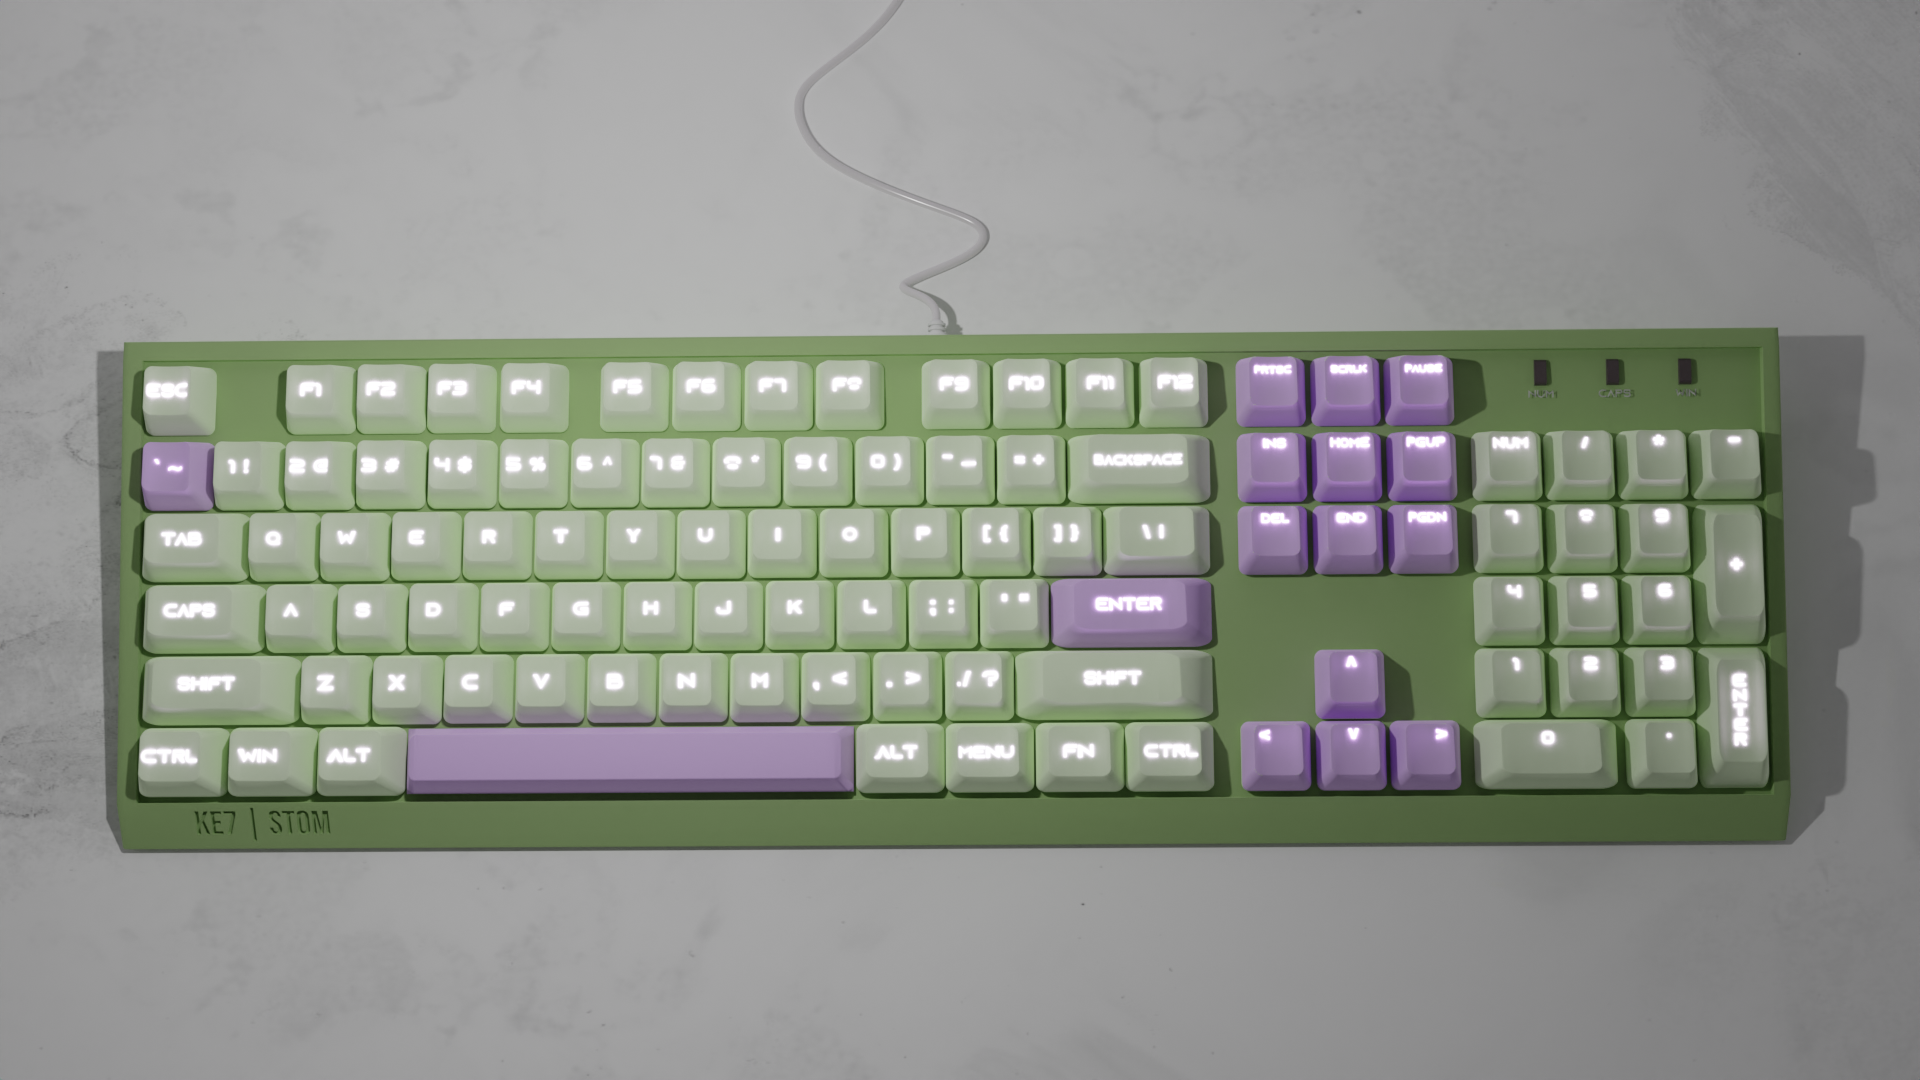 ESC F1 F2 F3 F4 F5 F6 F7 F8 F9 F10 F11 F12 PRTSC SCRLK PAUSE
` ~ 1 ! 2 @ 3 # 4 $ 5 % 6 ^ 7 & 8 * 9 ( 0 ) - _ = + BACKSPACE INS HOME PGUP NUM / * -
TAB Q W E R T Y U I O P [ { ] } \ | DEL END PGDN 7 8 9 +
CAPS A S D F G H J K L ; : ' " ENTER 4 5 6
SHIFT Z X C V B N M , < . > / ? SHIFT ^ 1 2 3 ENTER
CTRL WIN ALT ALT MENU FN CTRL < V > 0 .
KE7 | STOM